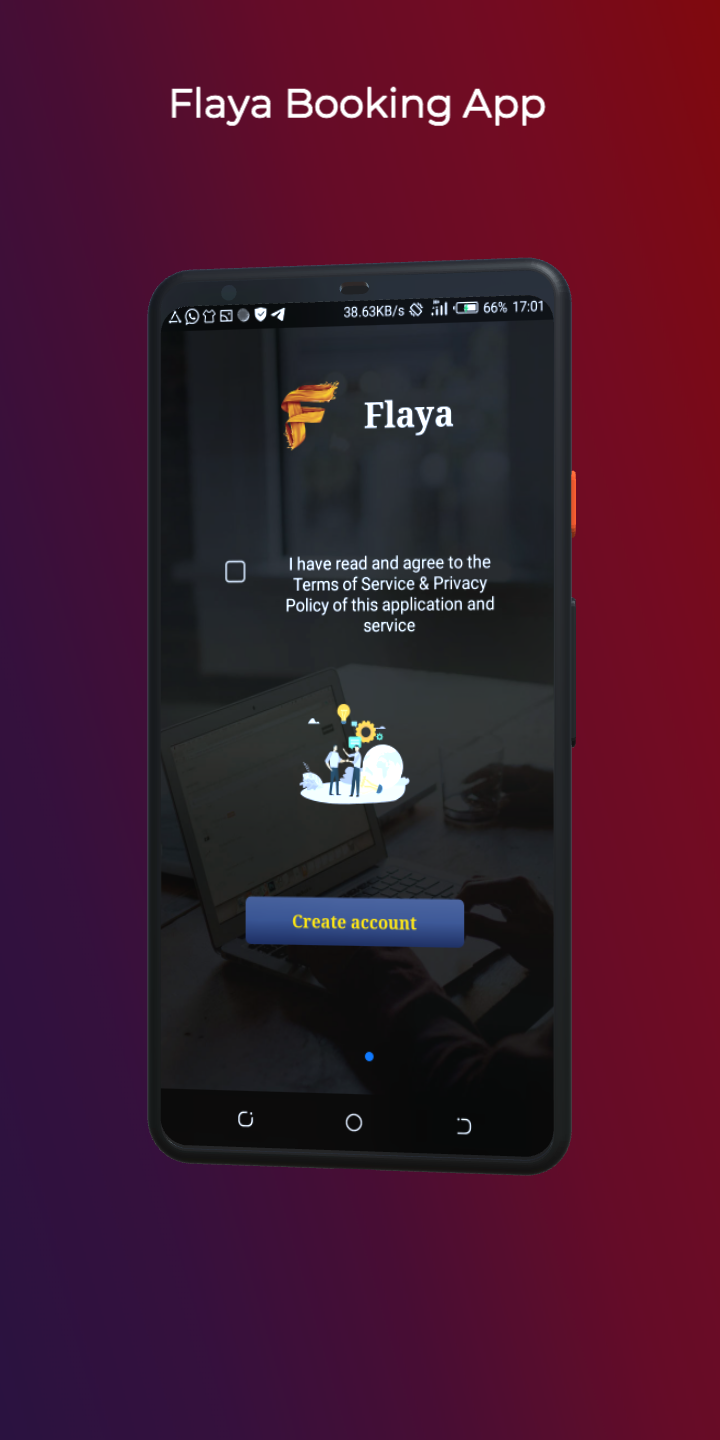 Flaya Booking App
38.63KB/s 66% 17:01
Flaya
I have read and agree to the
Terms of Service & Privacy
Policy of this application and
service
Create account